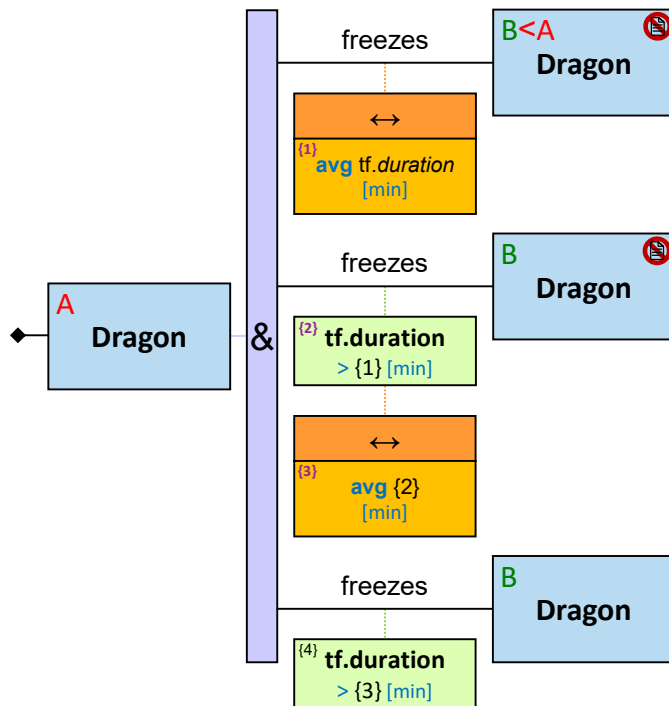 freezes
B<A
Dragon
↔
{1}
avg tf.duration
[min]
freezes
B
Dragon
A
Dragon
&
{2}
tf.duration
> {1} [min]
↔
{3}
avg {2}
[min]
freezes
B
Dragon
{4}
tf.duration
> {3} [min]